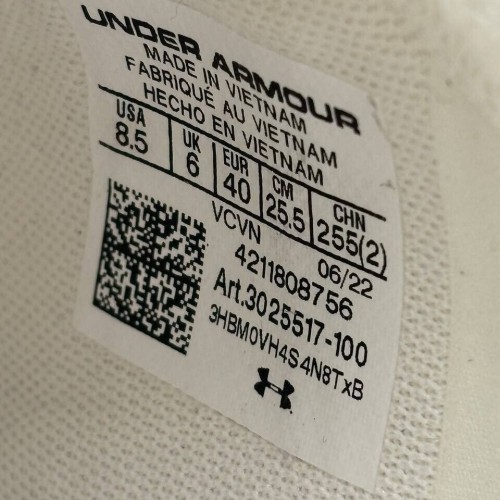 UNDER ARMOUR
MADE IN VIETNAM
FABRIQUÉ AU VIETNAM
HECHO EN VIETNAM
USA UK EUR CM CHN
8.5 6 40 25.5 255(2)
VCVN 06/22
4211808756
Art.3025517-100
3HBM0VH4S4N8TxB